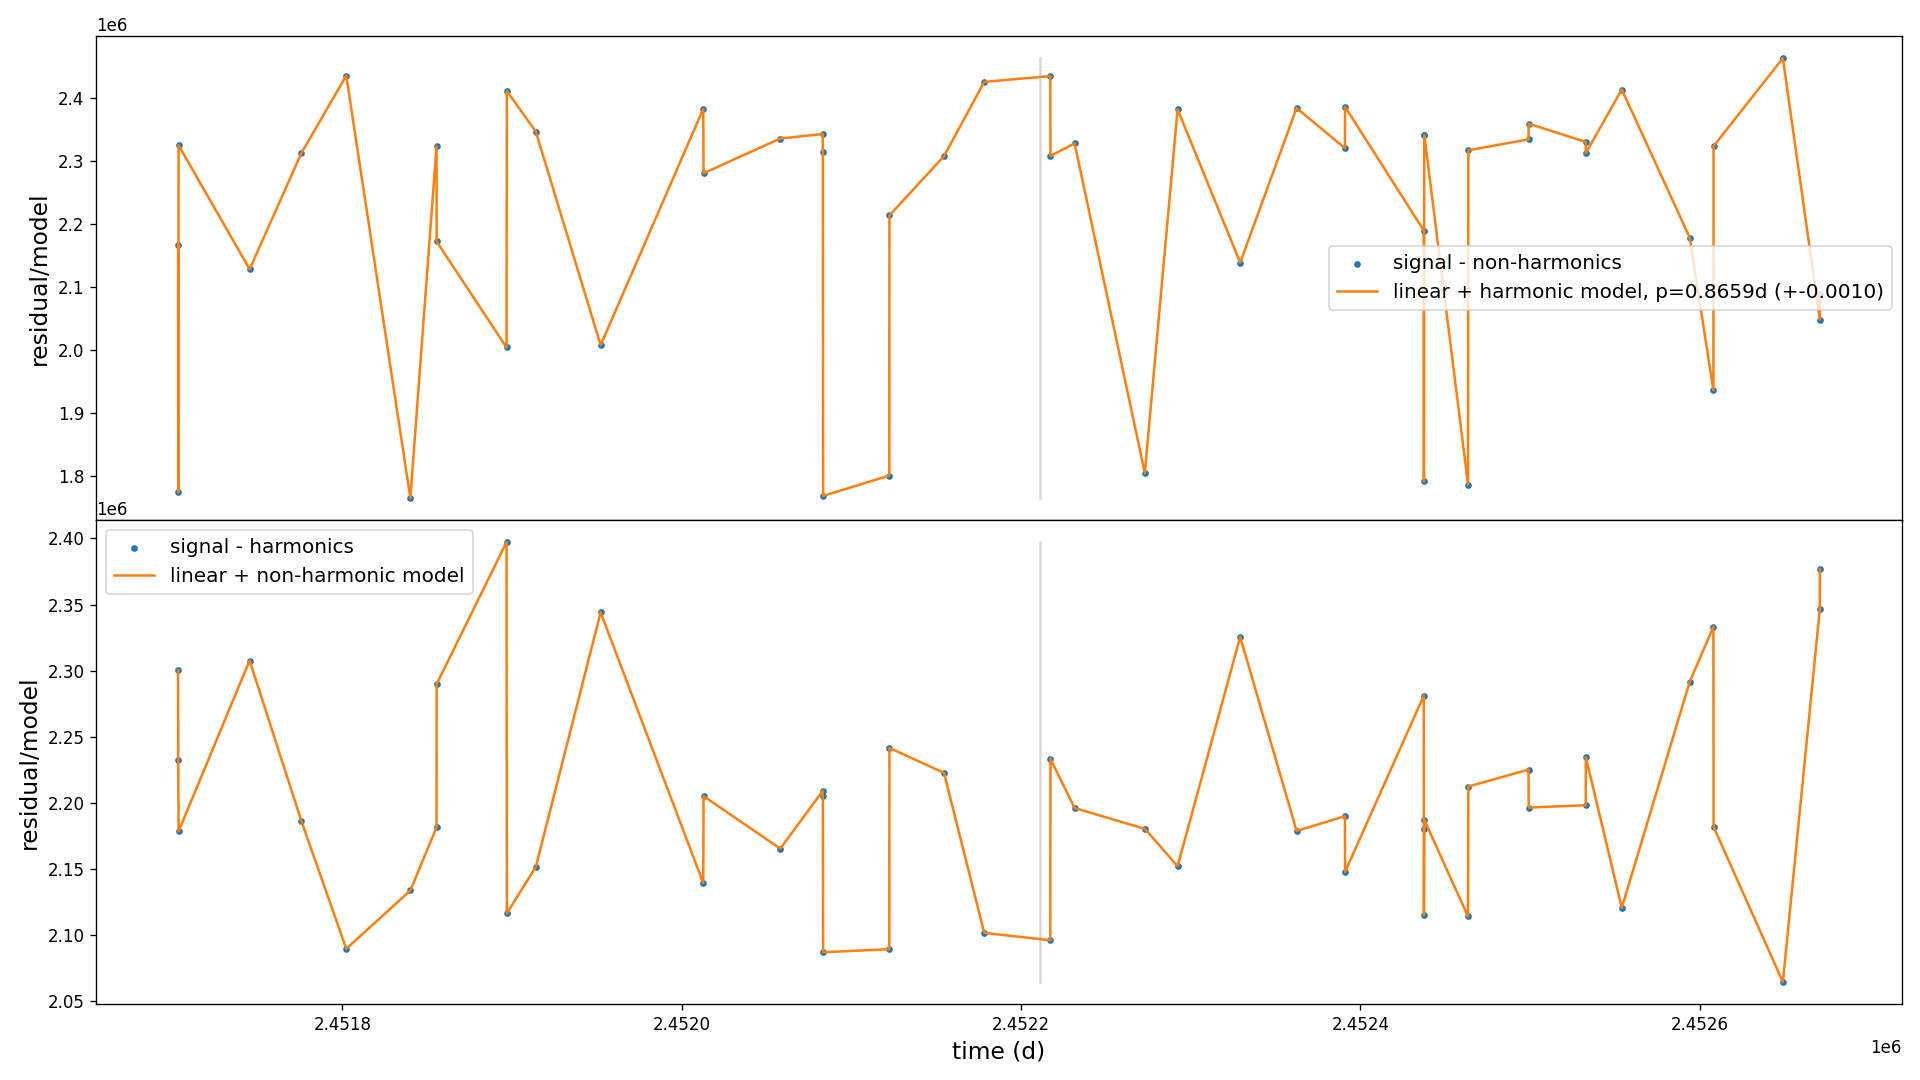 1e6
2.4
2.3
2.2
2.1
2.0
1.9
1.8
residual/model
signal - non-harmonics
linear + harmonic model, p=0.8659d (+-0.0010)
1e6
2.40
2.35
2.30
2.25
2.20
2.15
2.10
2.05
residual/model
signal - harmonics
linear + non-harmonic model
2.4518
2.4520
2.4522
2.4524
2.4526
1e6
time (d)